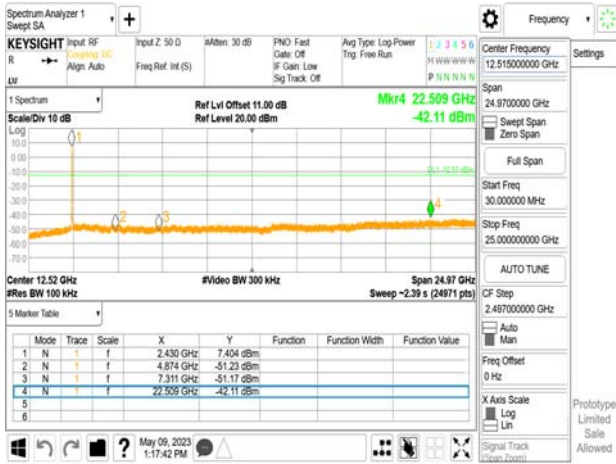 Spectrum Analyzer 1
Swept SA
Frequency
Settings
KEYSIGHT
R
LV
Input: RF
Coupling: DC
Align: Auto
Input Z: 50 Ω
Freq Ref: Int (S)
#Atten: 30 dB
PNO: Fast
Gate: Off
IF Gain: Low
Sig Track: Off
Avg Type: Log-Power
Trig: Free Run
1 2 3 4 5 6
M W W W W W
P N N N N N
1 Spectrum
Scale/Div 10 dB
Ref Lvl Offset 11.00 dB
Ref Level 20.00 dBm
Mkr4 22.509 GHz
-42.11 dBm
Log
10.0
0.00
-10.0
-20.0
-30.0
-40.0
-50.0
-60.0
-70.0
1
2
3
4
Center 12.52 GHz
#Res BW 100 kHz
#Video BW 300 kHz
Span 24.97 GHz
Sweep ~2.39 s (24971 pts)
5 Marker Table
Mode Trace Scale X Y Function Function Width Function Value
1 N 1 f 2.430 GHz 7.404 dBm
2 N 1 f 4.874 GHz -51.23 dBm
3 N 1 f 7.311 GHz -51.17 dBm
4 N 1 f 22.509 GHz -42.11 dBm
5
6
May 09, 2023
1:17:42 PM
Center Frequency
12.515000000 GHz
Span
24.9700000 GHz
Swept Span
Zero Span
Full Span
Start Freq
30.000000 MHz
Stop Freq
25.000000000 GHz
AUTO TUNE
CF Step
2.497000000 GHz
Auto
Man
Freq Offset
0 Hz
X Axis Scale
Log
Lin
Signal Track
(Span Zoom)
Prototype
Limited
Sale
Allowed